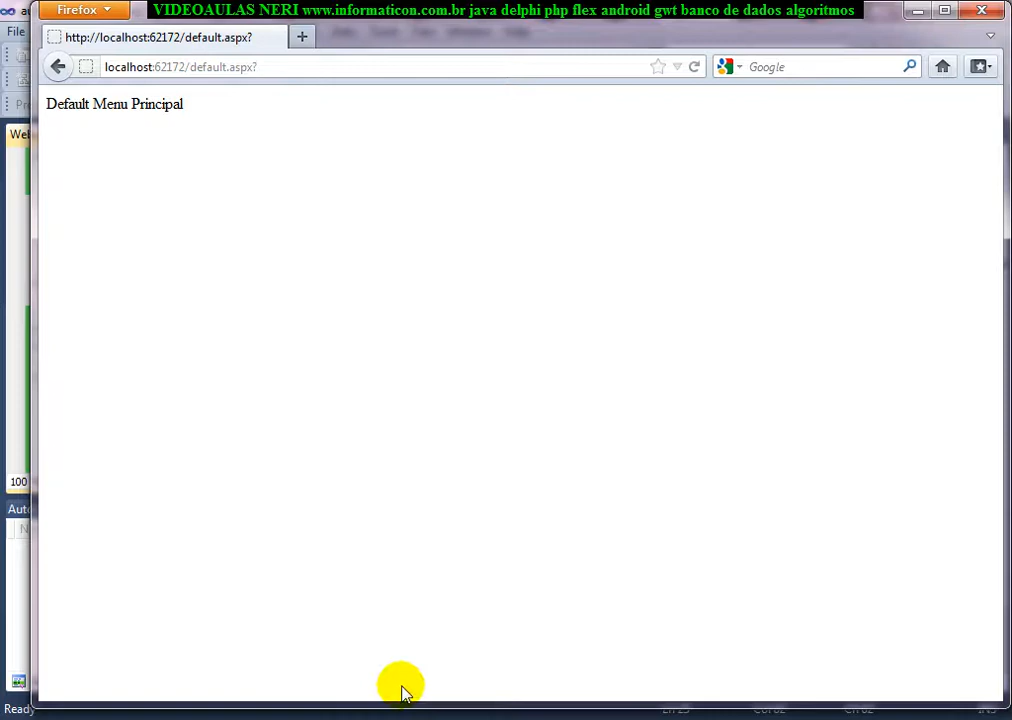 Firefox
VIDEOAULAS NERI www.informaticon.com.br java delphi php flex android gwt banco de dados algoritmos
File
http://localhost:62172/default.aspx?
localhost:62172/default.aspx?
Google
Default Menu Principal
100
Ready